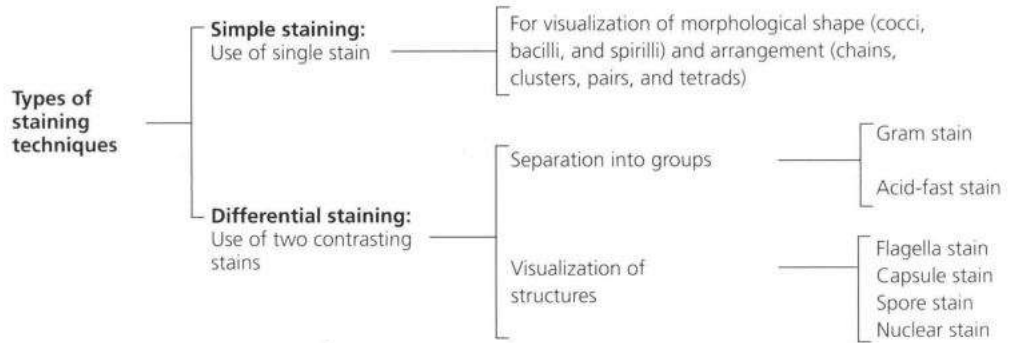 Types of
staining
techniques
Simple staining:
Use of single stain
For visualization of morphological shape (cocci,
bacilli, and spirilli) and arrangement (chains,
clusters, pairs, and tetrads)
Differential staining:
Use of two contrasting
stains
Separation into groups
Gram stain
Acid-fast stain
Visualization of
structures
Flagella stain
Capsule stain
Spore stain
Nuclear stain